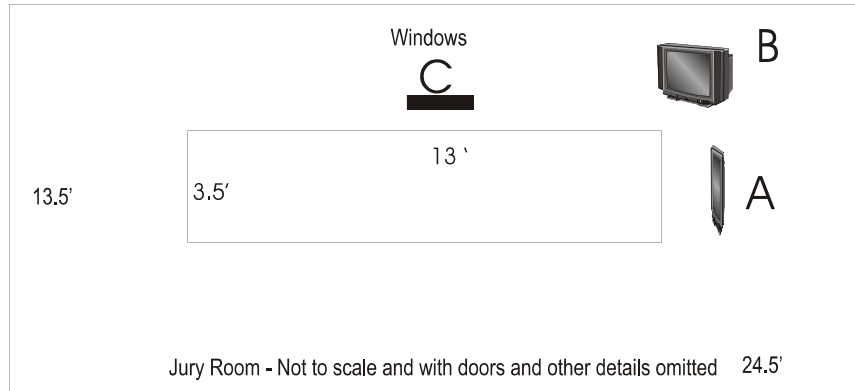 Windows
B
C
13 '
13.5'
3.5'
A
Jury Room - Not to scale and with doors and other details omitted 24.5'